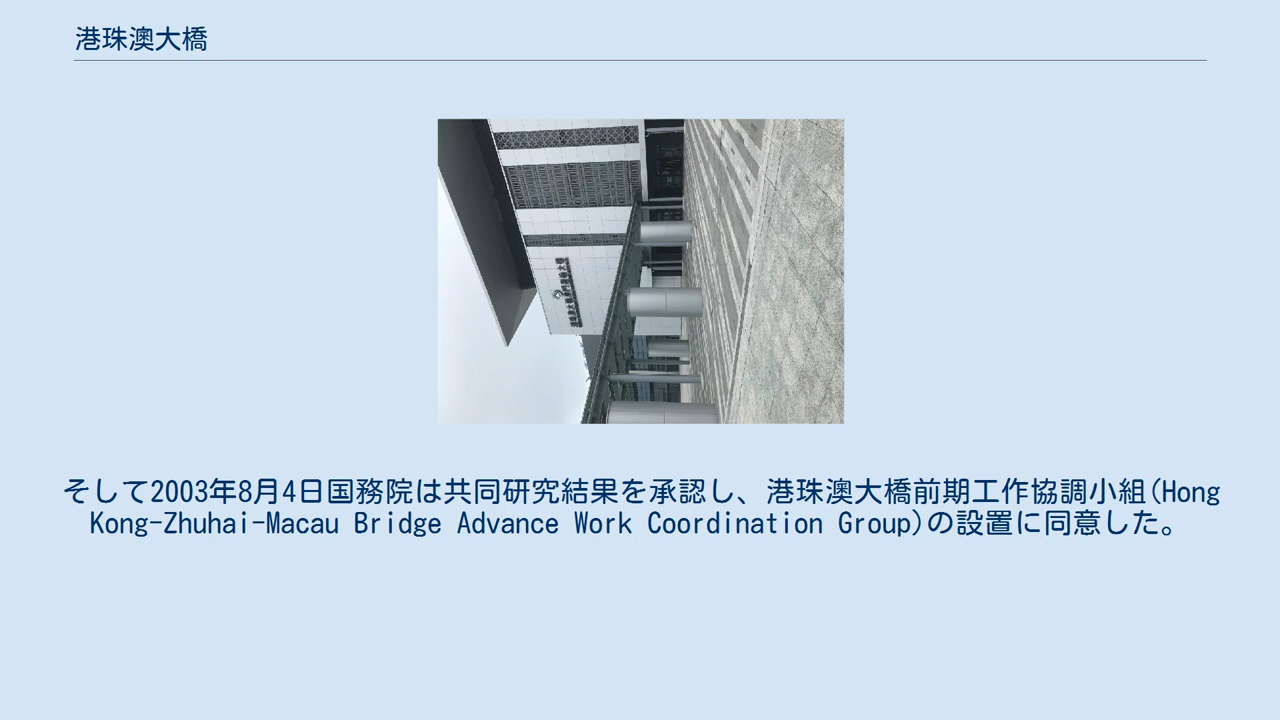 港珠澳大橋
そして2003年8月4日国務院は共同研究結果を承認し、港珠澳大橋前期工作協調小組(Hong
Kong-Zhuhai-Macau Bridge Advance Work Coordination Group)の設置に同意した。